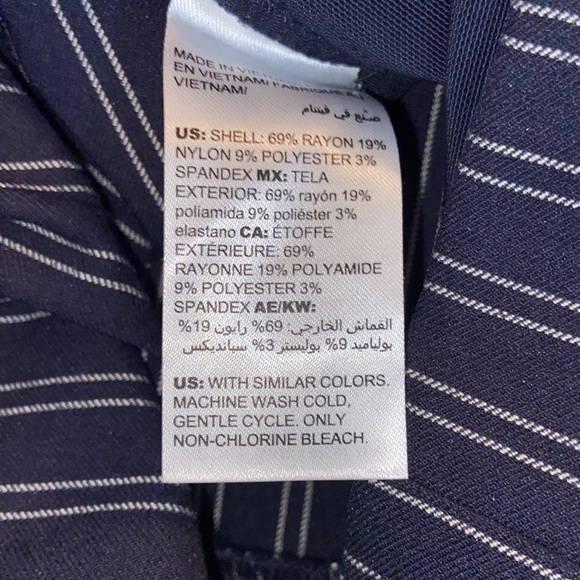 MADE IN VIETNAM/
EN VIETNAM/ FABRIQUÉ AU
VIETNAM/
صنع في فيتنام
US: SHELL: 69% RAYON 19%
NYLON 9% POLYESTER 3%
SPANDEX MX: TELA
EXTERIOR: 69% rayón 19%
poliamida 9% poliéster 3%
elastano CA: ÉTOFFE
EXTÉRIEURE: 69%
RAYONNE 19% POLYAMIDE
9% POLYESTER 3%
SPANDEX AE/KW:
القماش الخارجي: 69% رايون 19%
بولياميد 9% بوليستر 3% سباندیکس
US: WITH SIMILAR COLORS.
MACHINE WASH COLD,
GENTLE CYCLE. ONLY
NON-CHLORINE BLEACH.